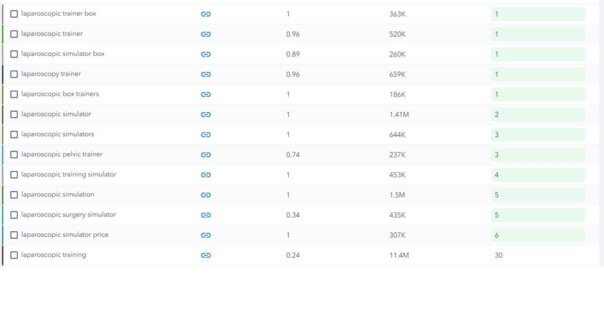 laparoscopic trainer box 1 363K 1
laparoscopic trainer 0.96 520K 1
laparoscopic simulator box 0.89 260K 1
laparoscopy trainer 0.96 659K 1
laparoscopic box trainers 1 186K 1
laparoscopic simulator 1 1.41M 2
laparoscopic simulators 1 644K 3
laparoscopic pelvic trainer 0.74 237K 3
laparoscopic training simulator 1 453K 4
laparoscopic simulation 1 1.5M 5
laparoscopic surgery simulator 0.34 435K 5
laparoscopic simulator price 1 307K 6
laparoscopic training 0.24 11.4M 30